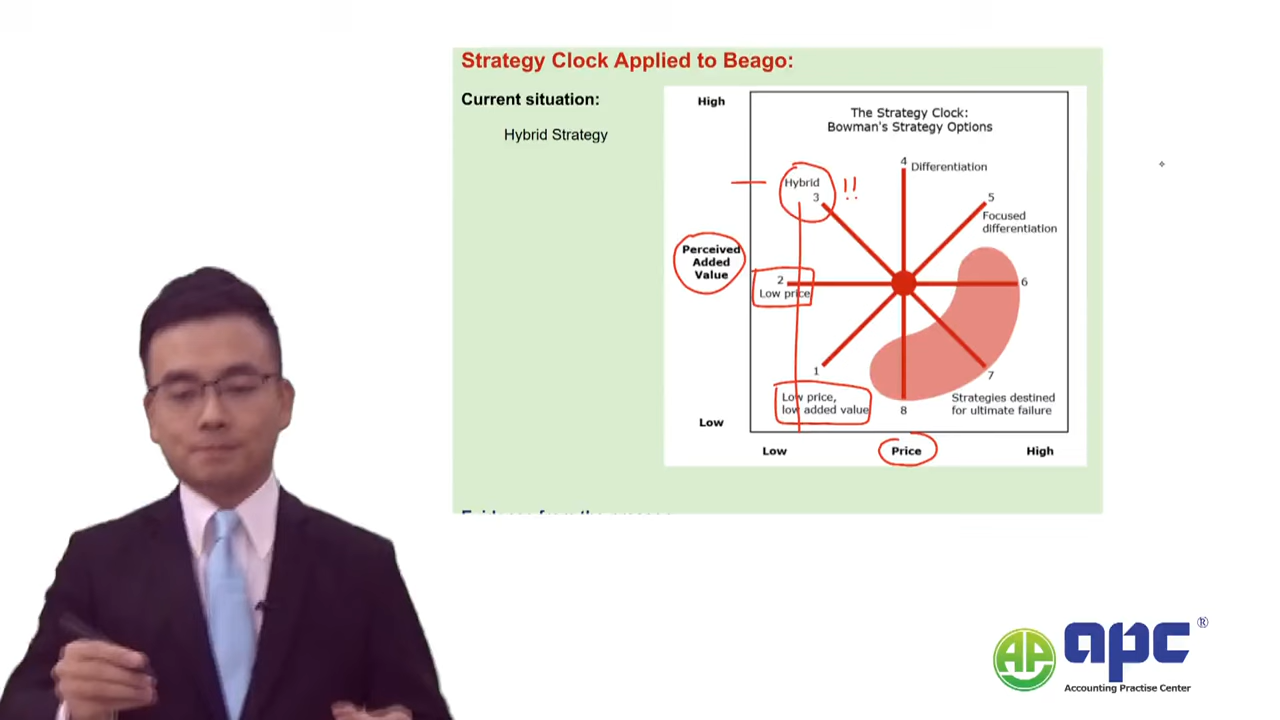 Strategy Clock Applied to Beago:
Current situation:
Hybrid Strategy
High
The Strategy Clock:
Bowman's Strategy Options
4
Differentiation
Hybrid
!!
3
5
Focused
differentiation
Perceived
Added
Value
2
Low price
6
1
7
Low price,
low added value
8
Strategies destined
for ultimate failure
Low
Low
Price
High
AP
apc ®
Accounting Practise Center